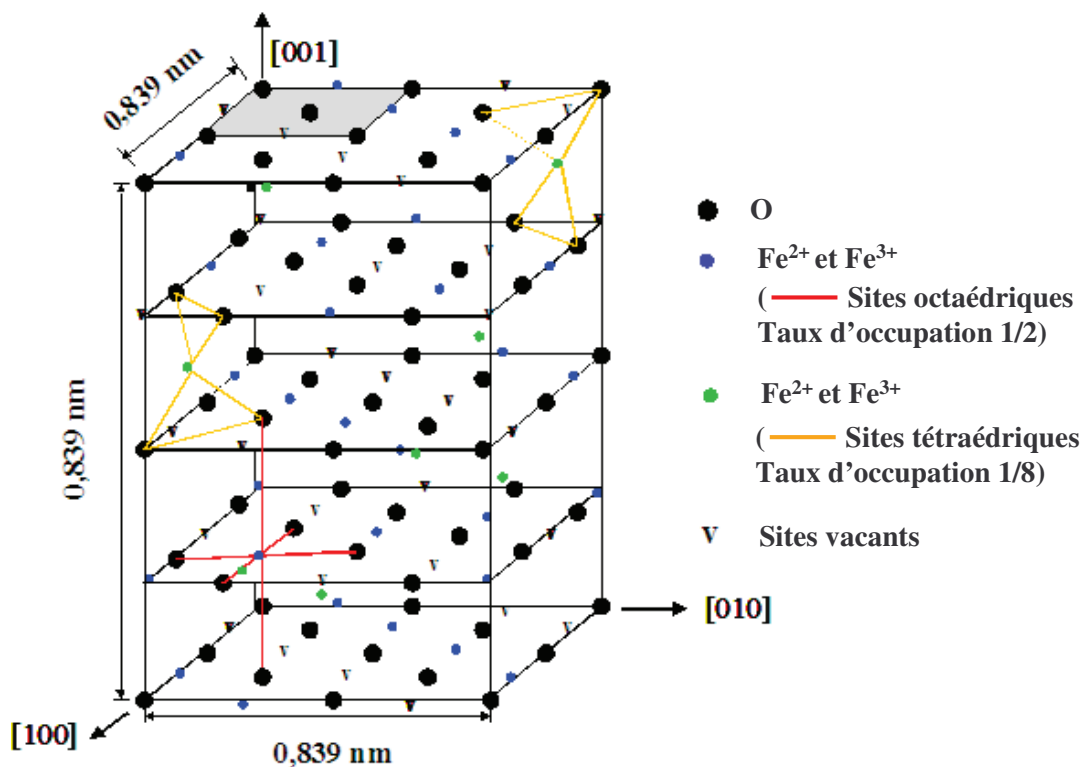 [001]
0,839 nm
0,839 nm
O
Fe²⁺ et Fe³⁺
( Sites octaédriques
Taux d'occupation 1/2)
Fe²⁺ et Fe³⁺
( Sites tétraédriques
Taux d'occupation 1/8)
v Sites vacants
[010]
[100]
0,839 nm